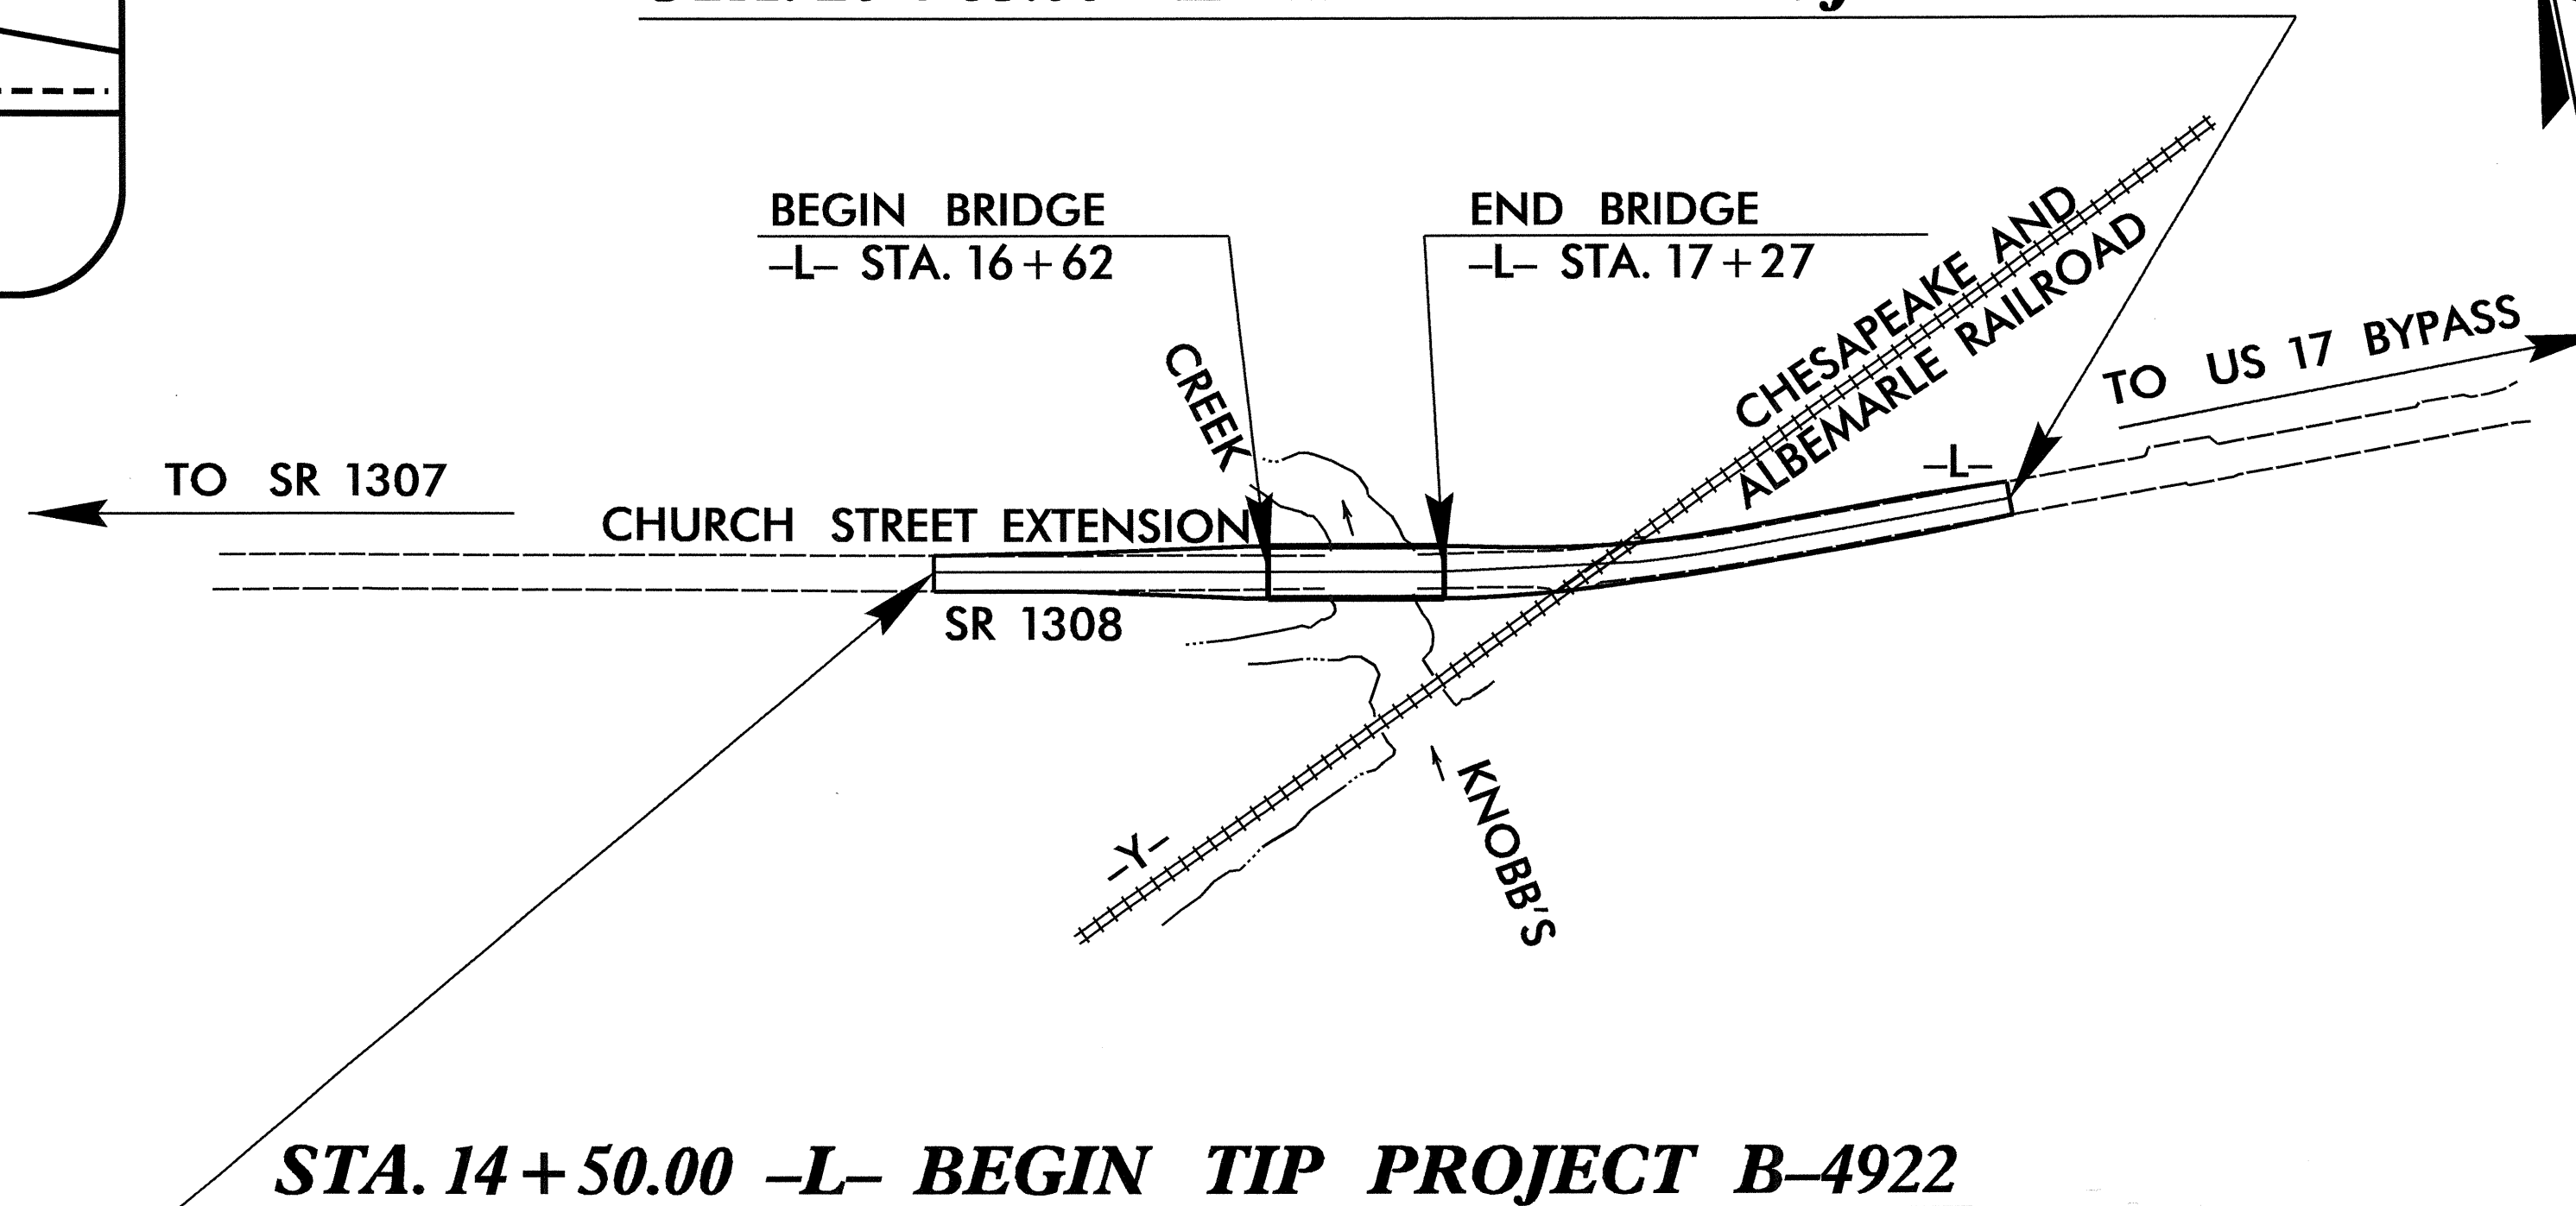 BEGIN BRIDGE
–L– STA. 16+62
END BRIDGE
–L– STA. 17+27
CHESAPEAKE AND
ALBEMARLE RAILROAD
TO US 17 BYPASS
CREEK
–L–
TO SR 1307
CHURCH STREET EXTENSION
SR 1308
–Y–
KNOBB'S
STA. 14+50.00 –L– BEGIN TIP PROJECT B–4922